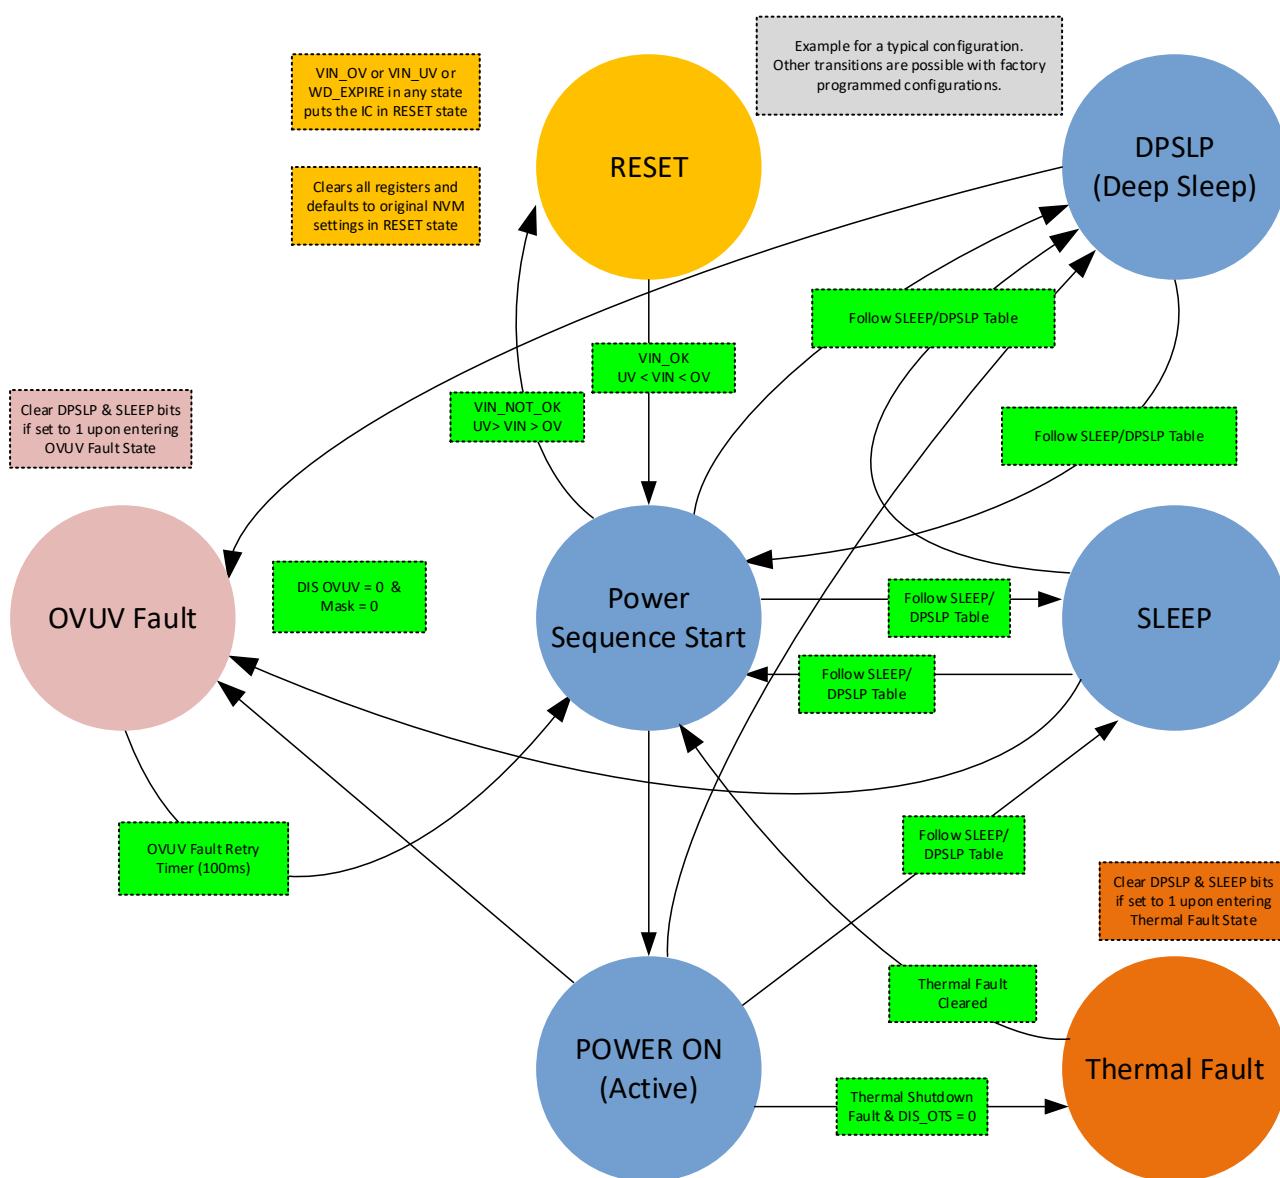 VIN_OV or VIN_UV or
WD_EXPIRE in any state
puts the IC in RESET state
Clears all registers and
defaults to original NVM
settings in RESET state
RESET
Example for a typical configuration.
Other transitions are possible with factory
programmed configurations.
DPSLP
(Deep Sleep)
Follow SLEEP/DPSLP Table
VIN_OK
UV < VIN < OV
VIN_NOT_OK
UV> VIN > OV
Follow SLEEP/DPSLP Table
Clear DPSLP & SLEEP bits
if set to 1 upon entering
OVUV Fault State
OVUV Fault
DIS OVUV = 0 &
Mask = 0
Power
Sequence Start
Follow SLEEP/
DPSLP Table
SLEEP
Follow SLEEP/
DPSLP Table
OVUV Fault Retry
Timer (100ms)
Follow SLEEP/
DPSLP Table
Clear DPSLP & SLEEP bits
if set to 1 upon entering
Thermal Fault State
Thermal Fault
Cleared
POWER ON
(Active)
Thermal Shutdown
Fault & DIS_OTS = 0
Thermal Fault